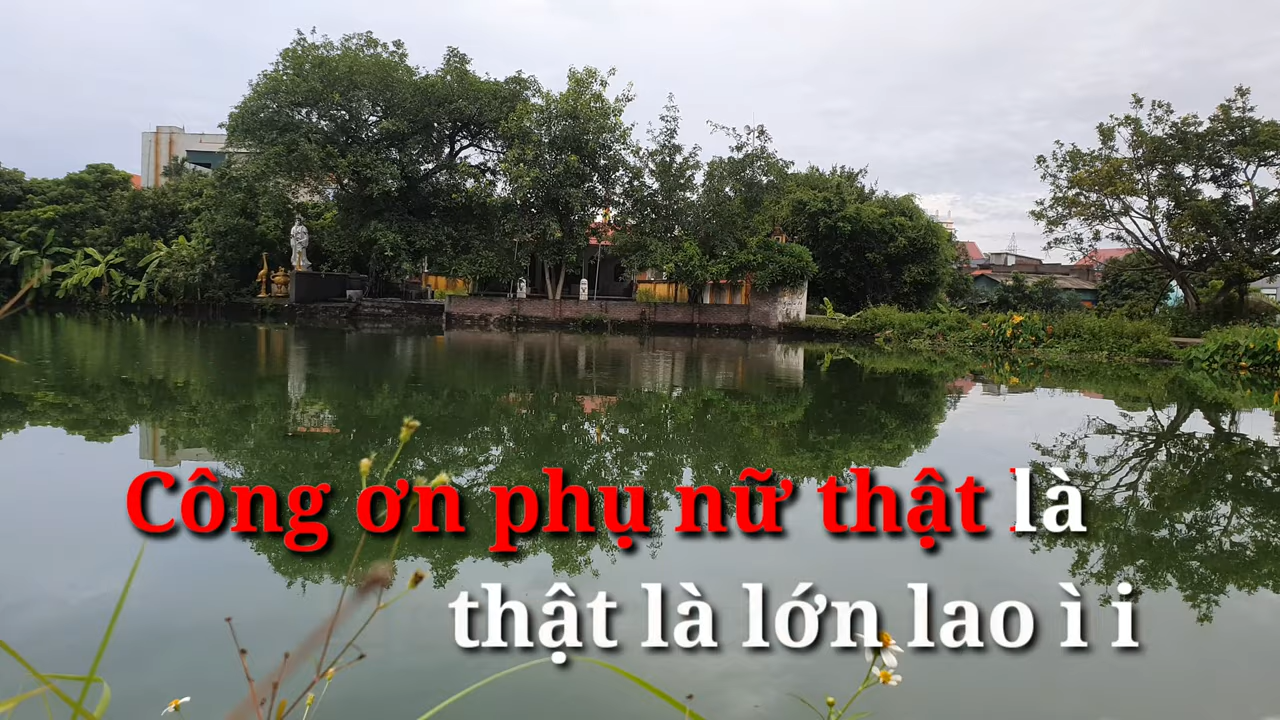 Công ơn phụ nữ thật là
thật là lớn lao ì i